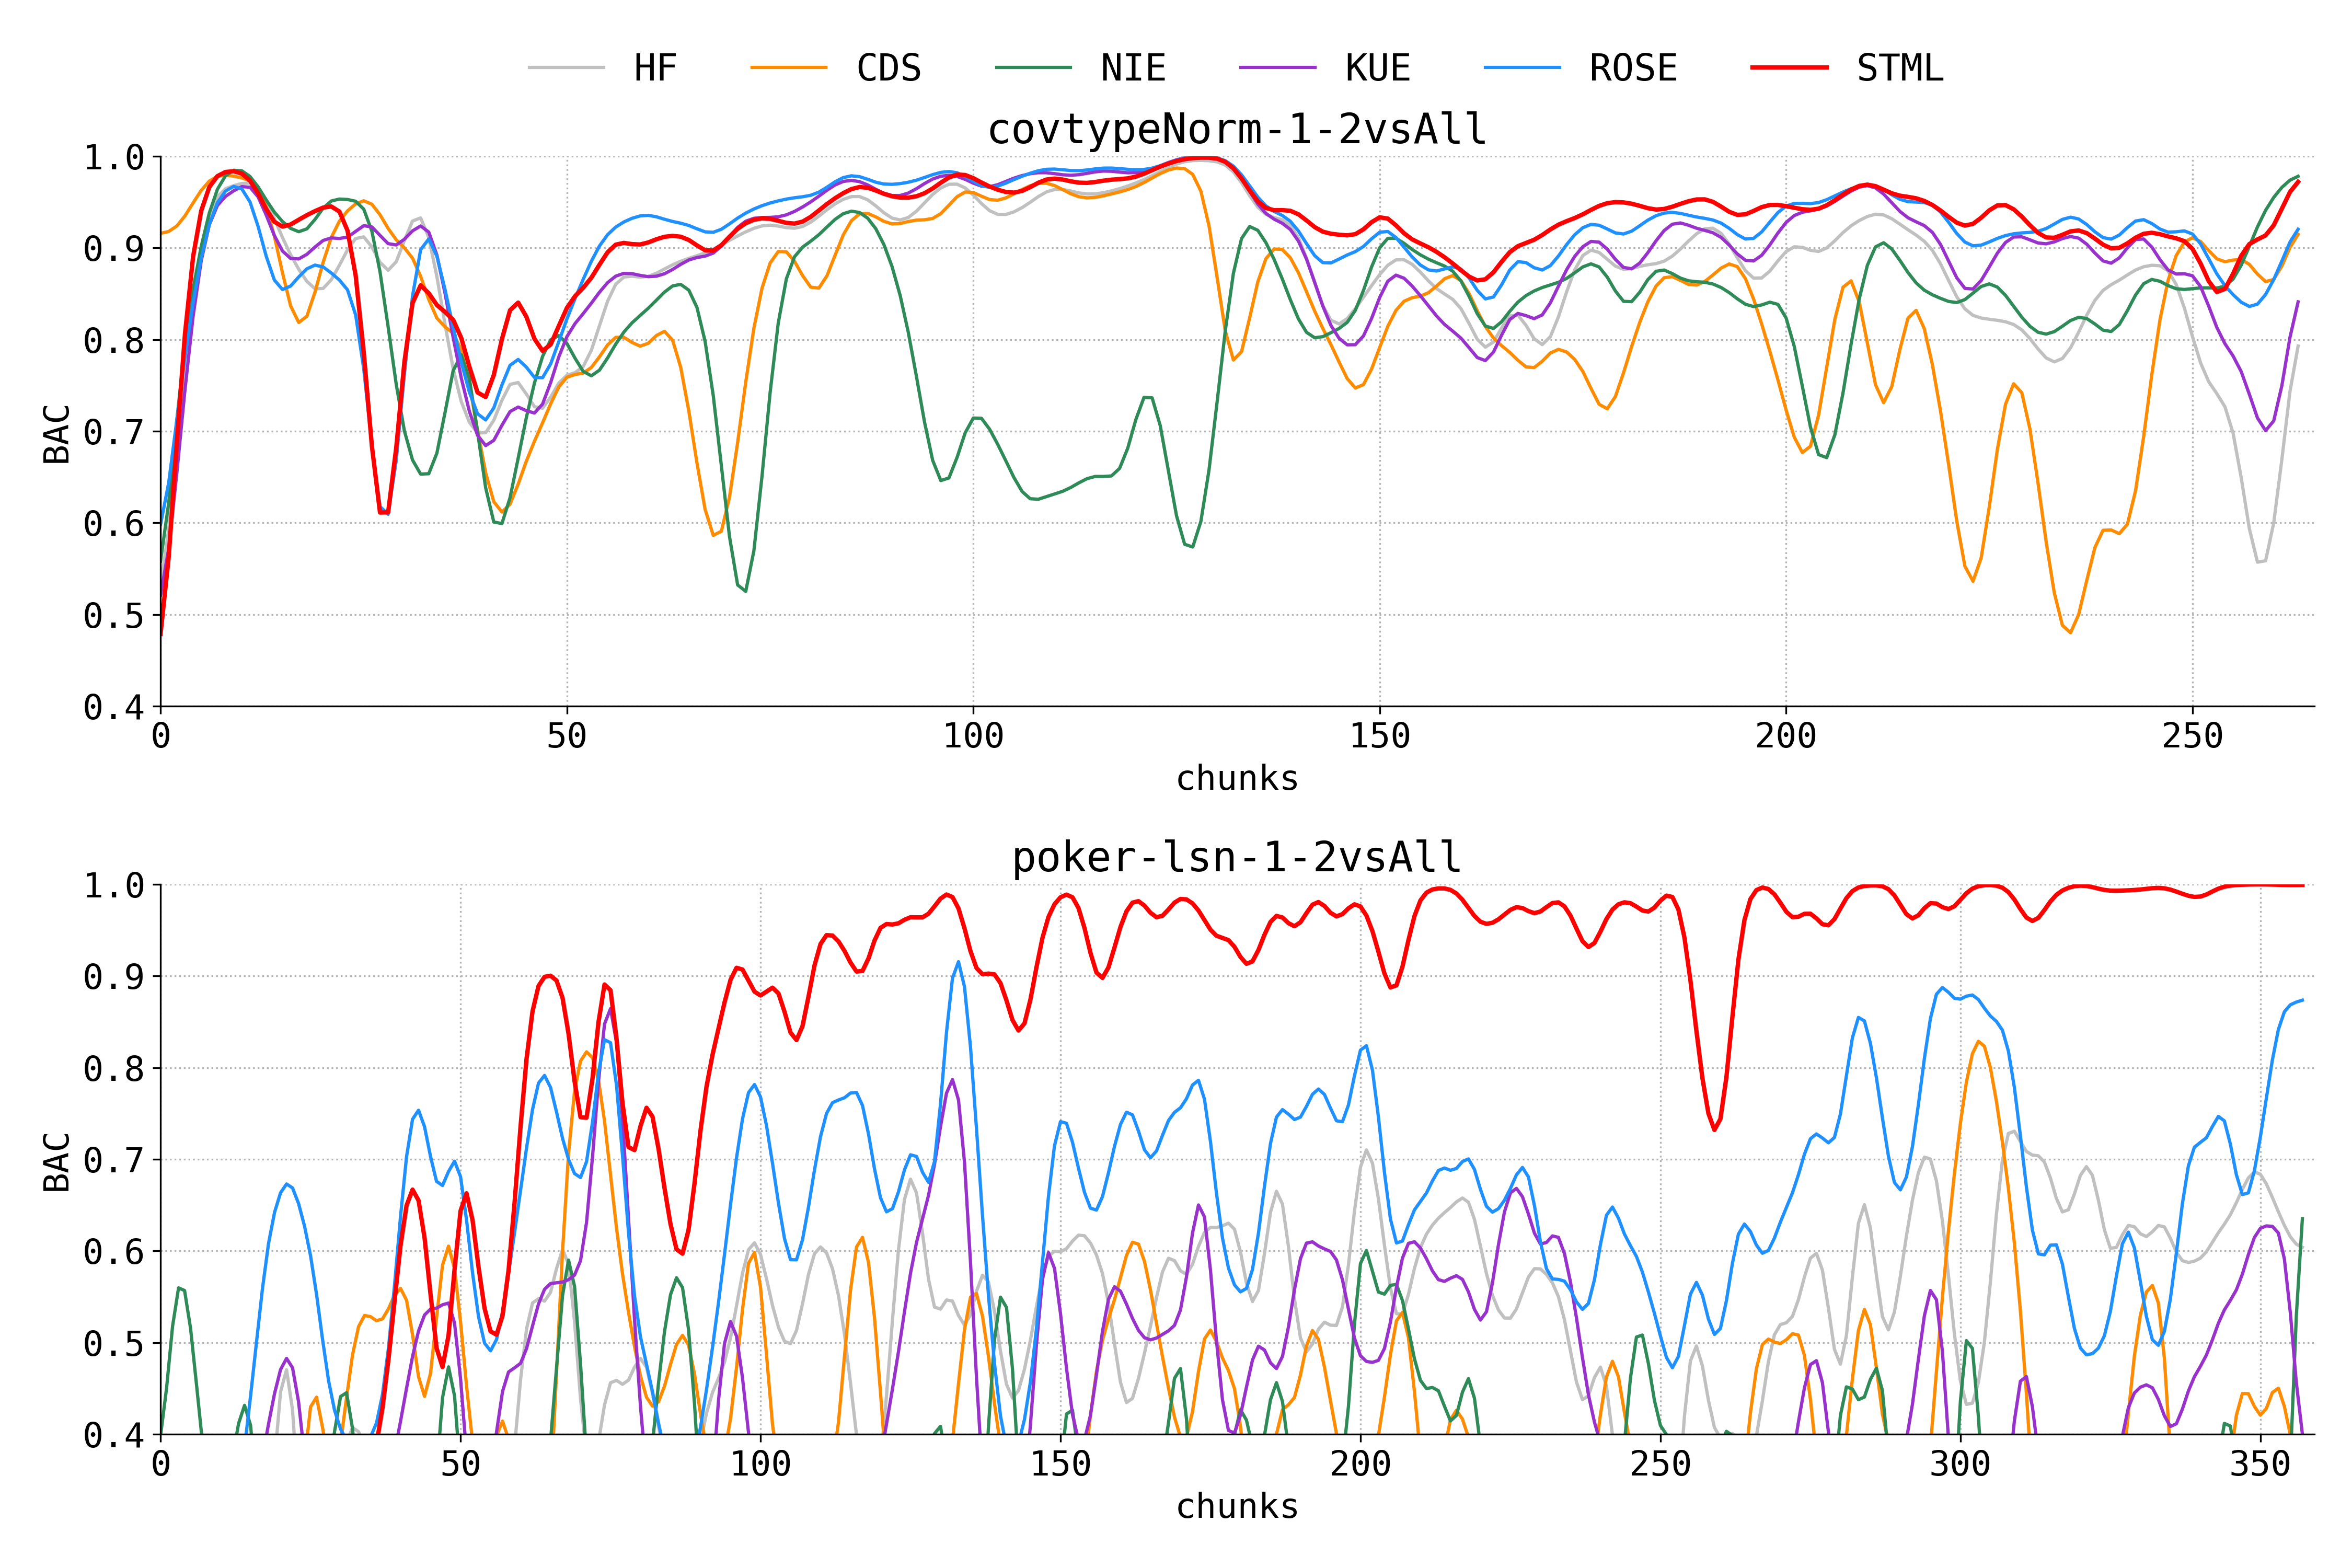 HF CDS NIE KUE ROSE STML
covtypeNorm-1-2vsAll
1.0
0.9
0.8
0.7
0.6
0.5
0.4
BAC
0 50 100 150 200 250
chunks
poker-lsn-1-2vsAll
1.0
0.9
0.8
0.7
0.6
0.5
0.4
BAC
0 50 100 150 200 250 300 350
chunks